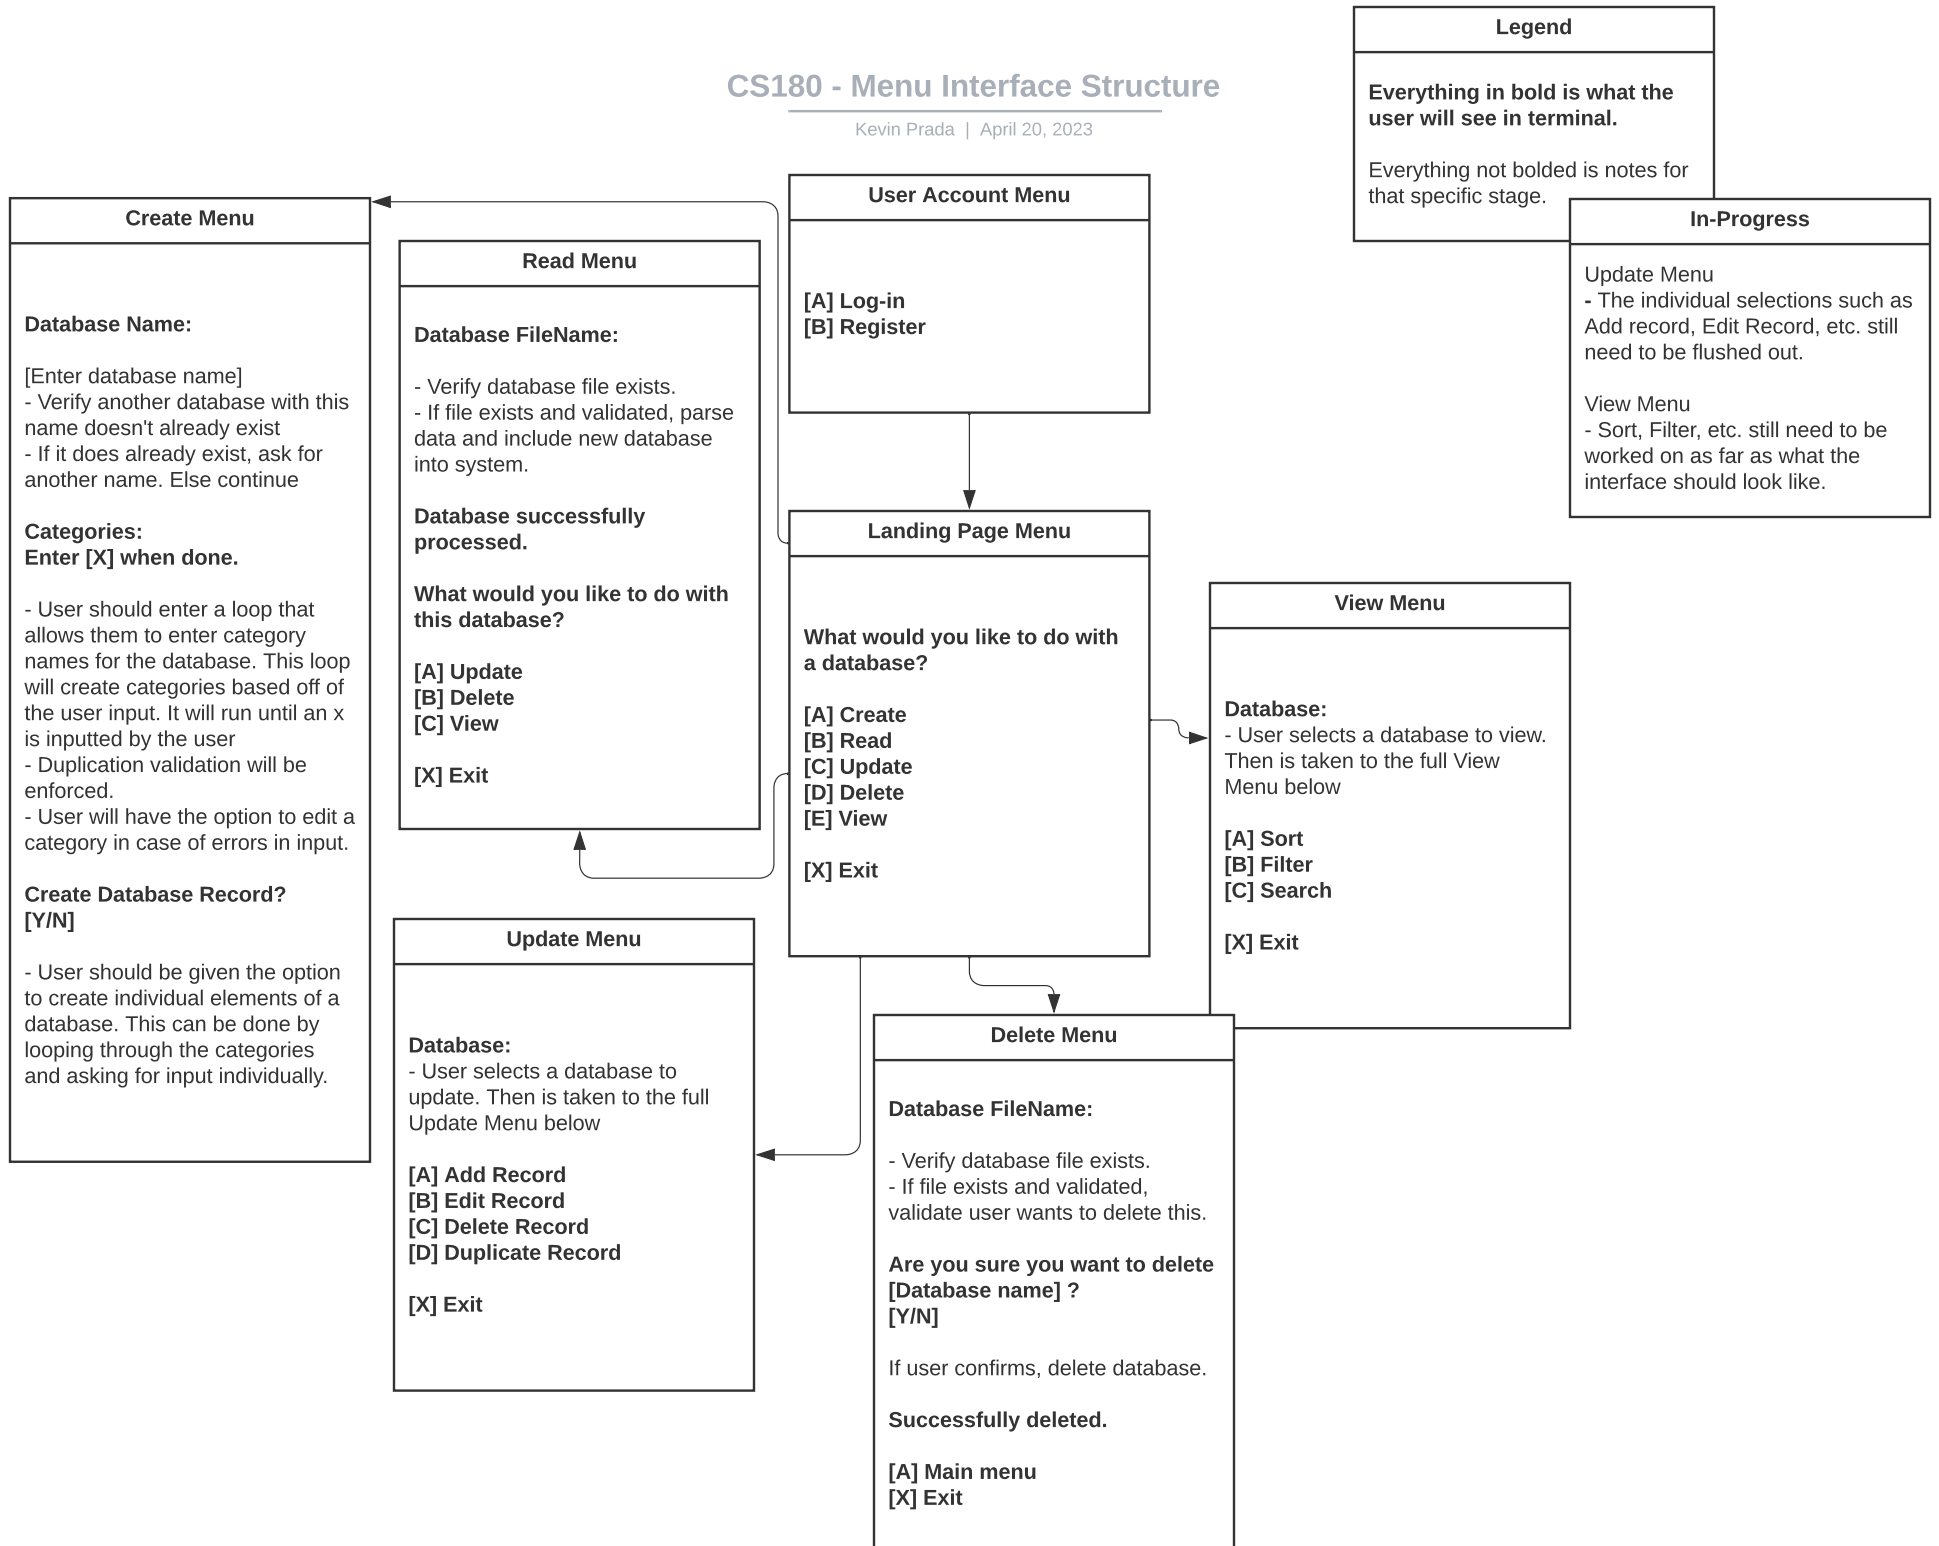 CS180 - Menu Interface Structure
Kevin Prada | April 20, 2023
Legend
Everything in bold is what the
user will see in terminal.
Everything not bolded is notes for
that specific stage.
In-Progress
Update Menu
- The individual selections such as
Add record, Edit Record, etc. still
need to be flushed out.
View Menu
- Sort, Filter, etc. still need to be
worked on as far as what the
interface should look like.
User Account Menu
[A] Log-in
[B] Register
Create Menu
Database Name:
[Enter database name]
- Verify another database with this
name doesn't already exist
- If it does already exist, ask for
another name. Else continue
Categories:
Enter [X] when done.
- User should enter a loop that
allows them to enter category
names for the database. This loop
will create categories based off of
the user input. It will run until an x
is inputted by the user
- Duplication validation will be
enforced.
- User will have the option to edit a
category in case of errors in input.
Create Database Record?
[Y/N]
- User should be given the option
to create individual elements of a
database. This can be done by
looping through the categories
and asking for input individually.
Read Menu
Database FileName:
- Verify database file exists.
- If file exists and validated, parse
data and include new database
into system.
Database successfully
processed.
What would you like to do with
this database?
[A] Update
[B] Delete
[C] View
[X] Exit
Landing Page Menu
What would you like to do with
a database?
[A] Create
[B] Read
[C] Update
[D] Delete
[E] View
[X] Exit
View Menu
Database:
- User selects a database to view.
Then is taken to the full View
Menu below
[A] Sort
[B] Filter
[C] Search
[X] Exit
Update Menu
Database:
- User selects a database to
update. Then is taken to the full
Update Menu below
[A] Add Record
[B] Edit Record
[C] Delete Record
[D] Duplicate Record
[X] Exit
Delete Menu
Database FileName:
- Verify database file exists.
- If file exists and validated,
validate user wants to delete this.
Are you sure you want to delete
[Database name] ?
[Y/N]
If user confirms, delete database.
Successfully deleted.
[A] Main menu
[X] Exit